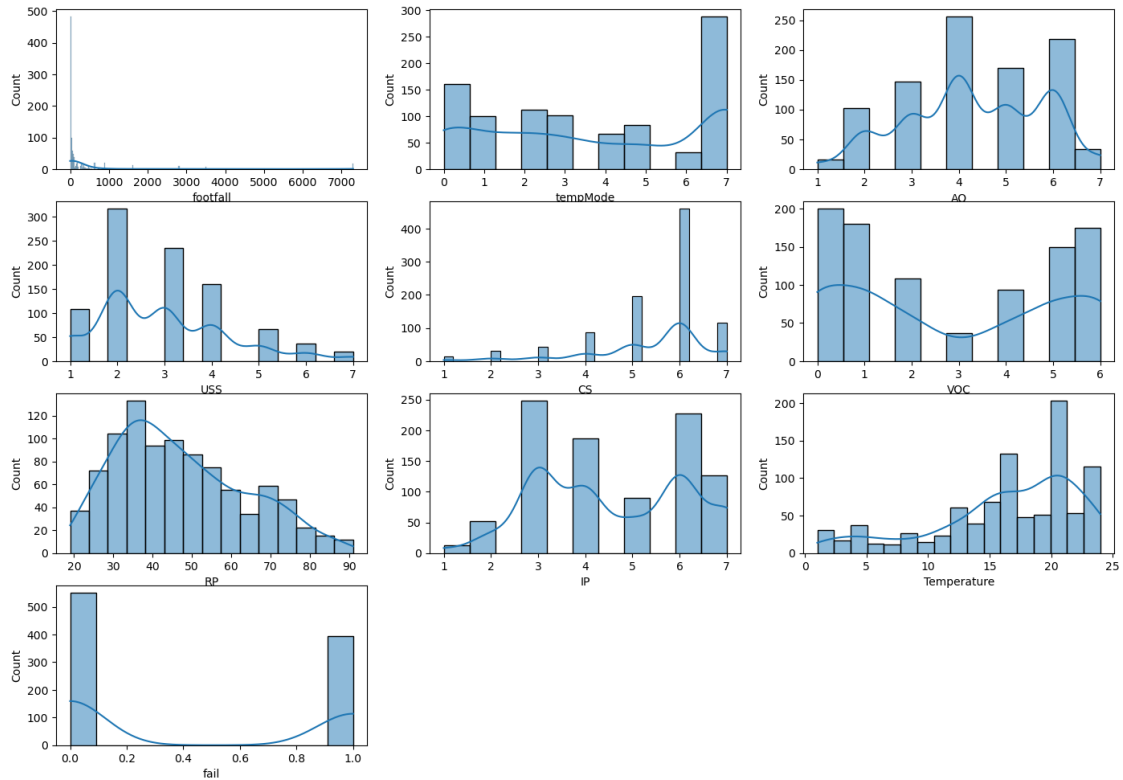 500
400
300
200
100
0
Count
0 1000 2000 3000 4000 5000 6000 7000
footfall
300
250
200
150
100
50
0
Count
0 1 2 3 4 5 6 7
tempMode
250
200
150
100
50
0
Count
1 2 3 4 5 6 7
AQ
300
250
200
150
100
50
0
Count
1 2 3 4 5 6 7
USS
400
300
200
100
0
Count
1 2 3 4 5 6 7
CS
200
150
100
50
0
Count
0 1 2 3 4 5 6
VOC
120
100
80
60
40
20
0
Count
20 30 40 50 60 70 80 90
RP
250
200
150
100
50
0
Count
1 2 3 4 5 6 7
IP
200
150
100
50
0
Count
0 5 10 15 20 25
Temperature
500
400
300
200
100
0
Count
0.0 0.2 0.4 0.6 0.8 1.0
fail